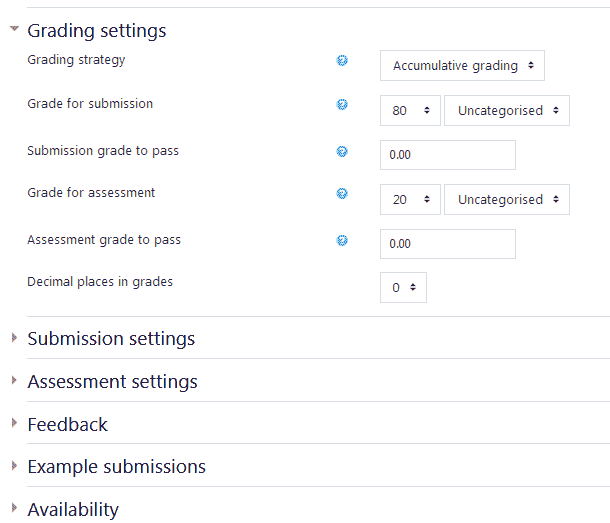 Grading settings
Grading strategy Accumulative grading
Grade for submission 80 Uncategorised
Submission grade to pass 0.00
Grade for assessment 20 Uncategorised
Assessment grade to pass 0.00
Decimal places in grades 0
Submission settings
Assessment settings
Feedback
Example submissions
Availability